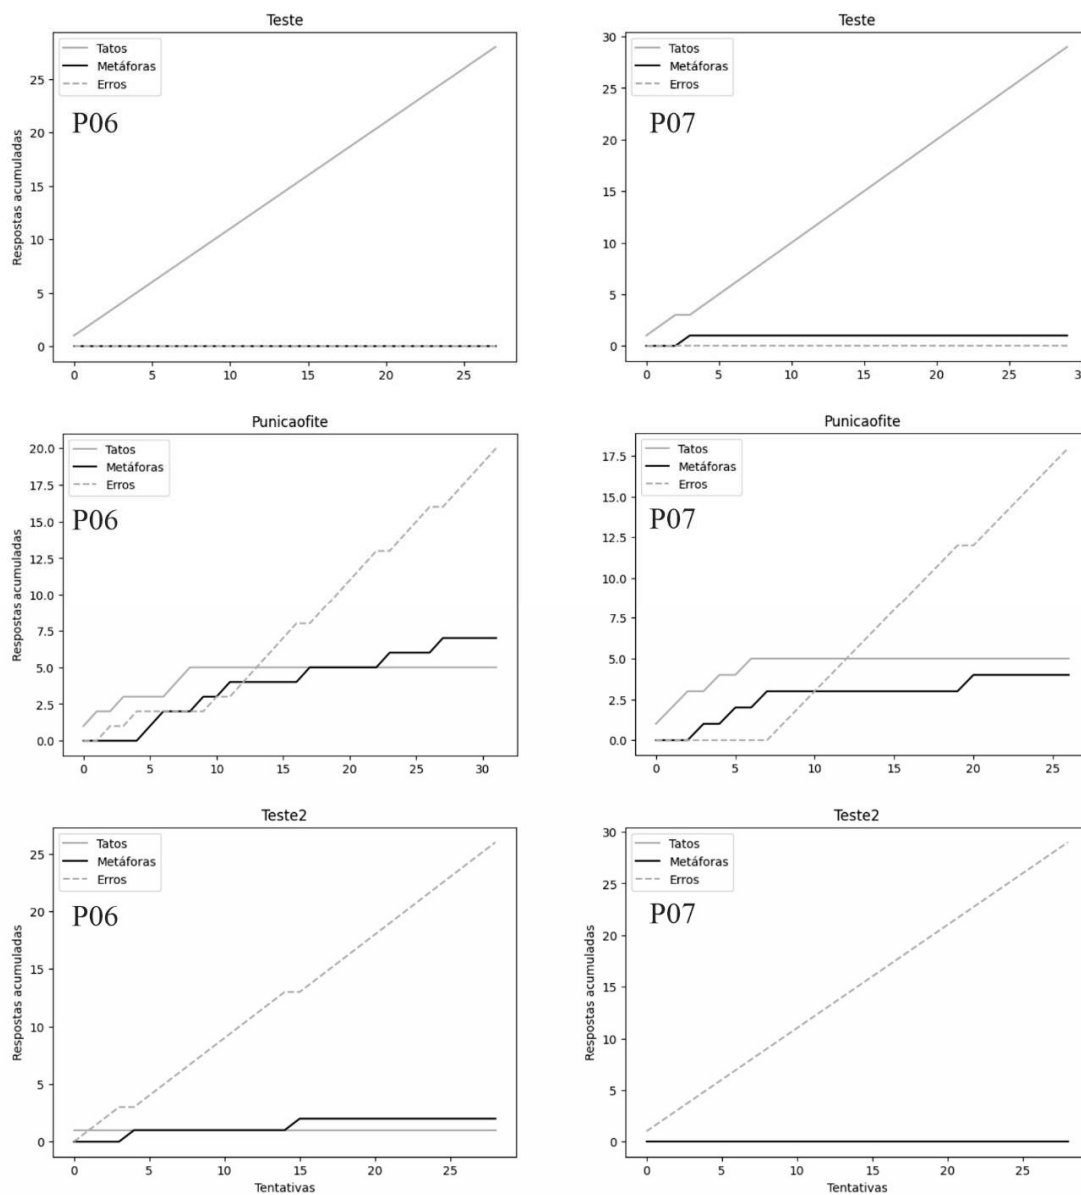 Teste
Tatos
Metáforas
Erros
P06
Respostas acumuladas
25
20
15
10
5
0
0 5 10 15 20 25
Teste
Tatos
Metáforas
Erros
P07
30
25
20
15
10
5
0
0 5 10 15 20 25 3
Punicaofite
Tatos
Metáforas
Erros
P06
Respostas acumuladas
20.0
17.5
15.0
12.5
10.0
7.5
5.0
2.5
0.0
0 5 10 15 20 25 30
Punicaofite
Tatos
Metáforas
Erros
P07
17.5
15.0
12.5
10.0
7.5
5.0
2.5
0.0
0 5 10 15 20 25
Teste2
Tatos
Metáforas
Erros
P06
Respostas acumuladas
25
20
15
10
5
0
0 5 10 15 20 25
Tentativas
Teste2
Tatos
Metáforas
Erros
P07
Respostas acumuladas
30
25
20
15
10
5
0
0 5 10 15 20 25
Tentativas